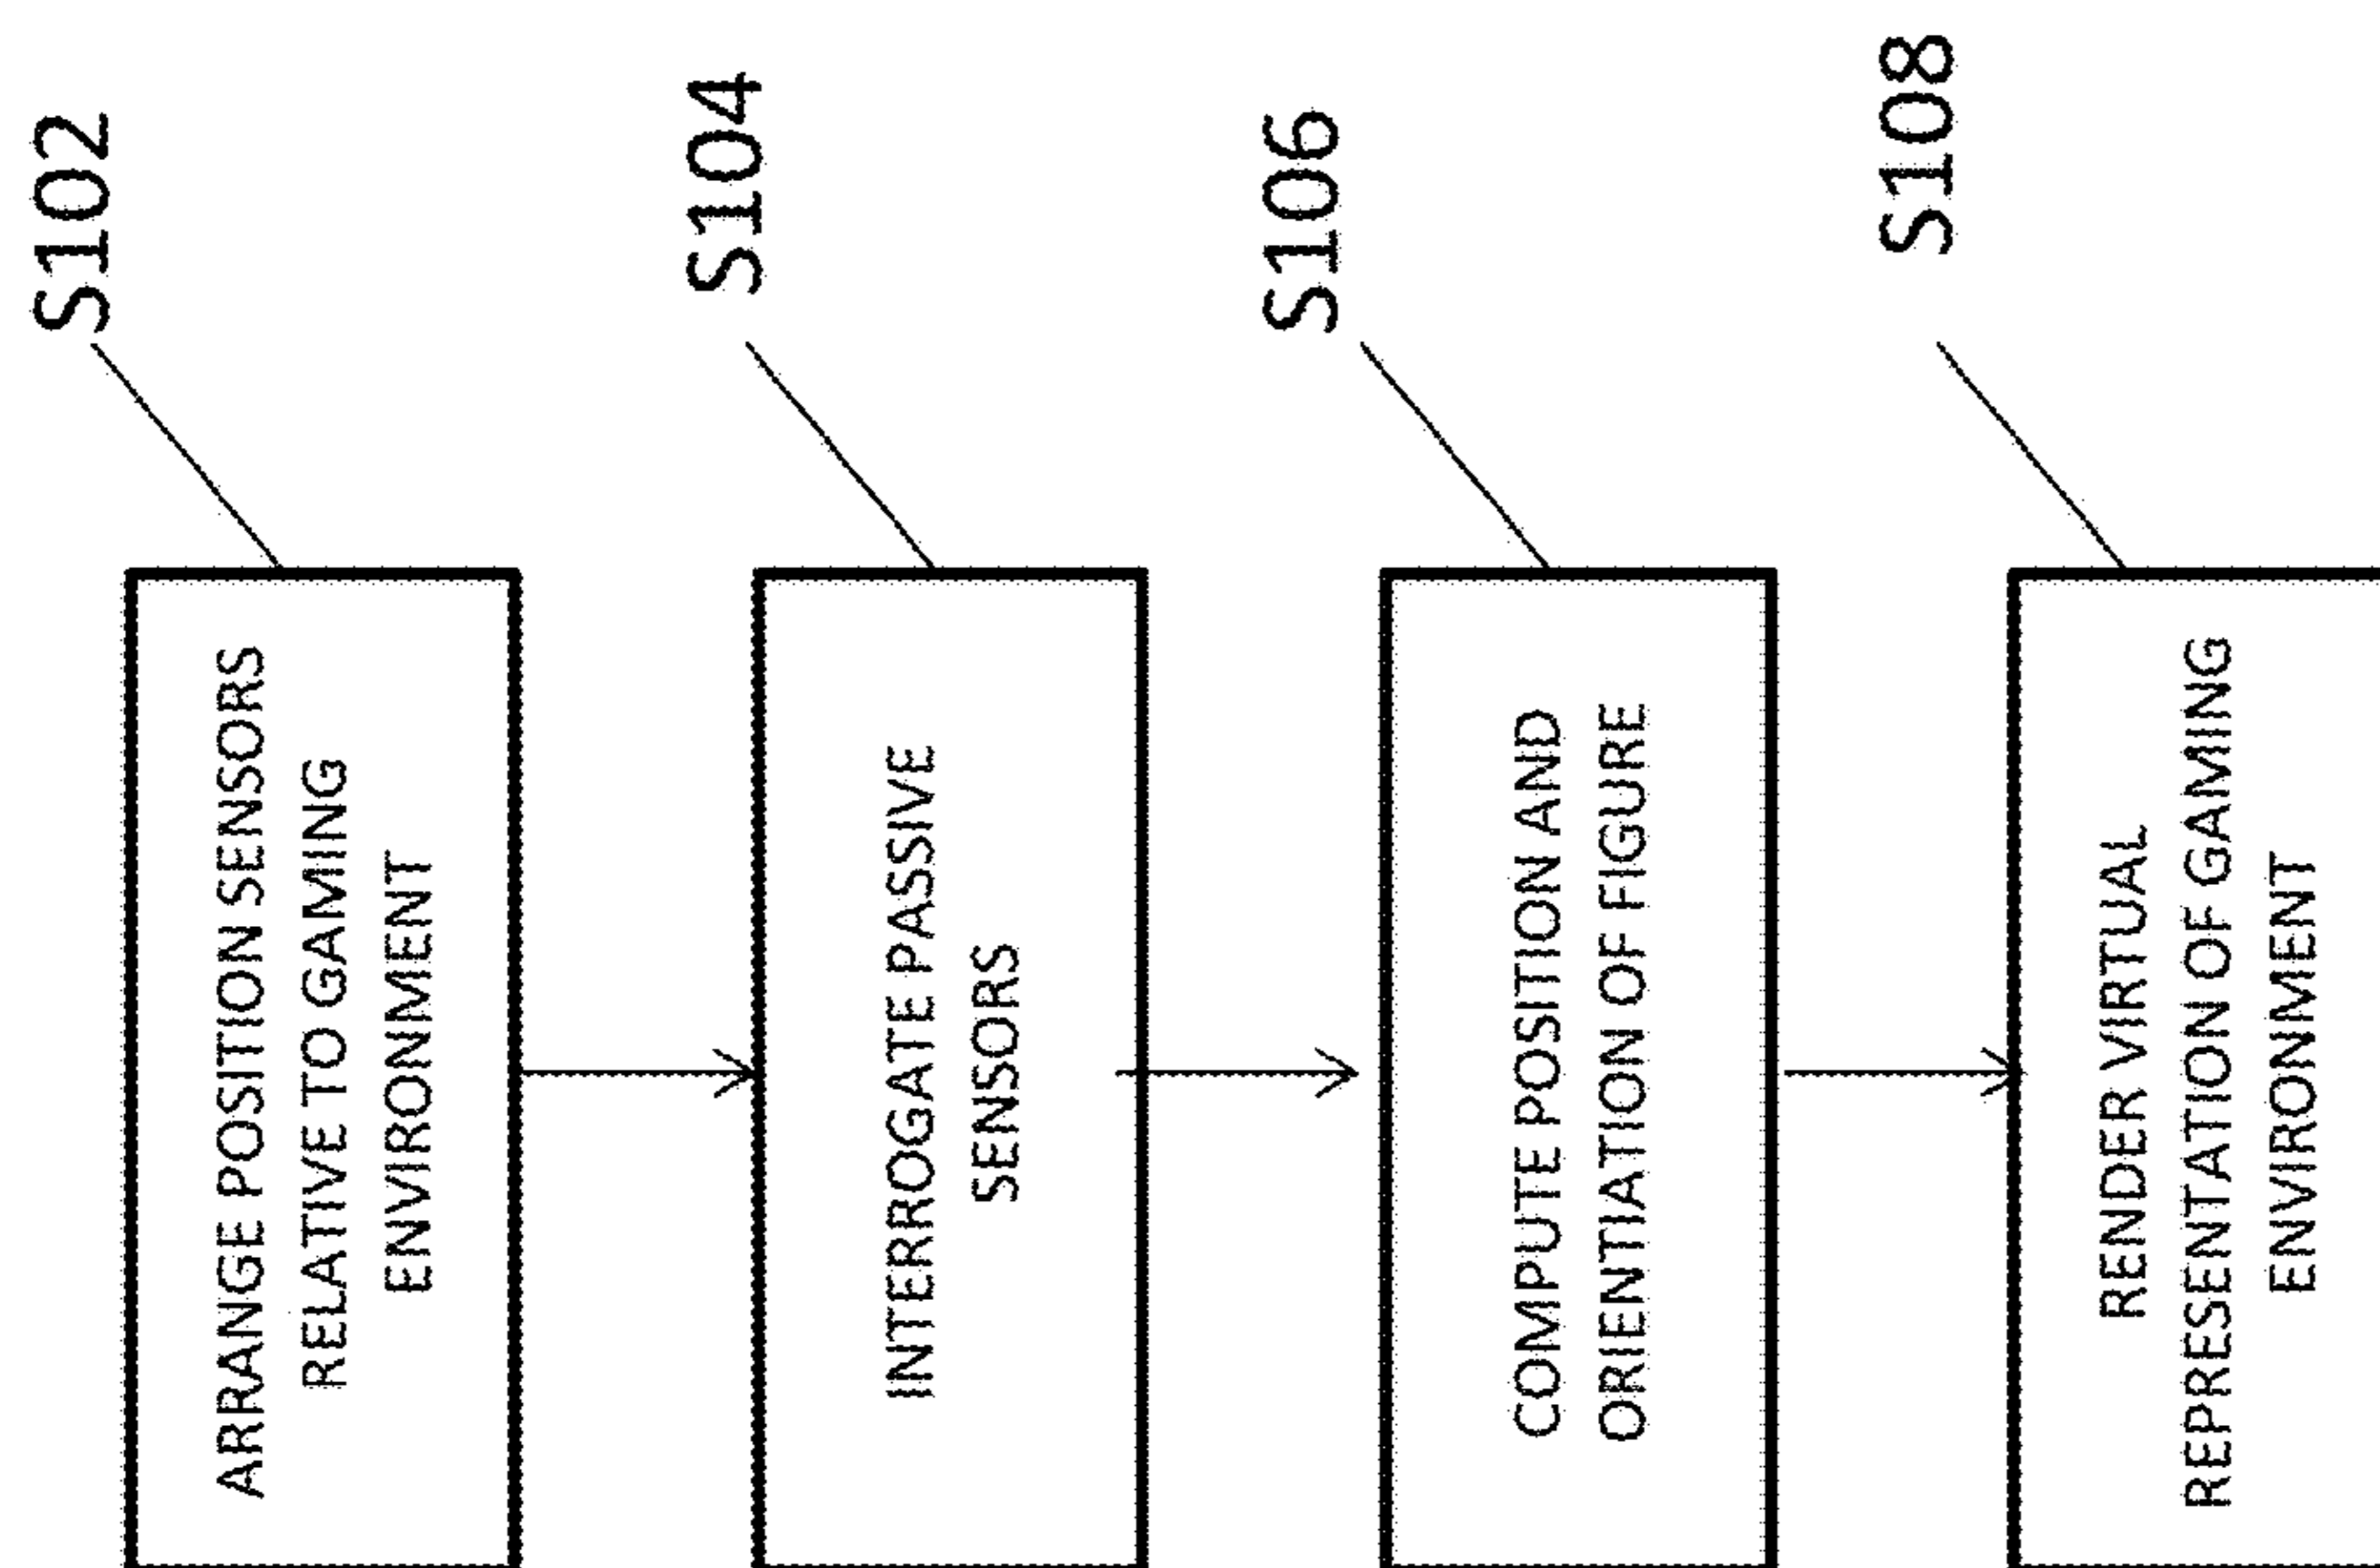 S102
ARRANGE POSITION SENSORS
RELATIVE TO GAMING
ENVIRONMENT
S104
INTERROGATE PASSIVE
SENSORS
S106
COMPUTE POSITION AND
ORIENTIATION OF FIGURE
S108
RENDER VIRTUAL
REPRESENTATION OF GAMING
ENVIRONMENT